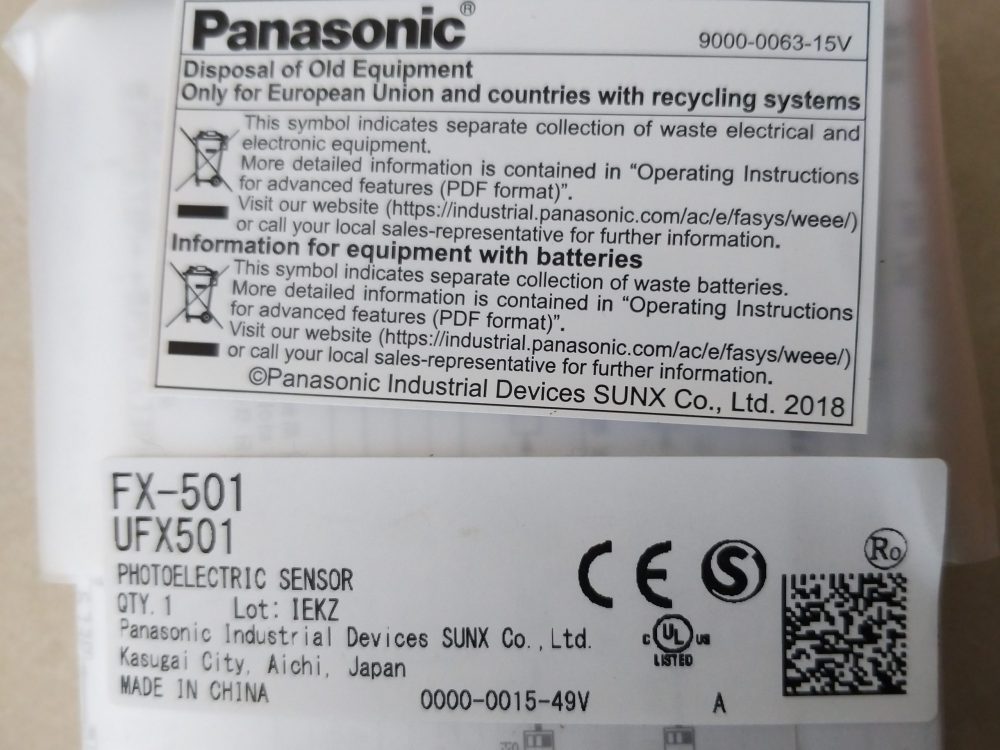 Panasonic®
9000-0063-15V
Disposal of Old Equipment
Only for European Union and countries with recycling systems
This symbol indicates separate collection of waste electrical and
electronic equipment.
More detailed information is contained in “Operating Instructions
for advanced features (PDF format)”.
Visit our website (https://industrial.panasonic.com/ac/e/fasys/weee/)
or call your local sales-representative for further information.
Information for equipment with batteries
This symbol indicates separate collection of waste batteries.
More detailed information is contained in “Operating Instructions
for advanced features (PDF format)”.
Visit our website (https://industrial.panasonic.com/ac/e/fasys/weee/)
or call your local sales-representative for further information.
©Panasonic Industrial Devices SUNX Co., Ltd. 2018
FX-501
UFX501
PHOTOELECTRIC SENSOR
QTY. 1 Lot: IEKZ
Panasonic Industrial Devices SUNX Co., Ltd.
Kasugai City, Aichi, Japan
MADE IN CHINA
0000-0015-49V
A
CE
S
Ro
C UL US
LISTED